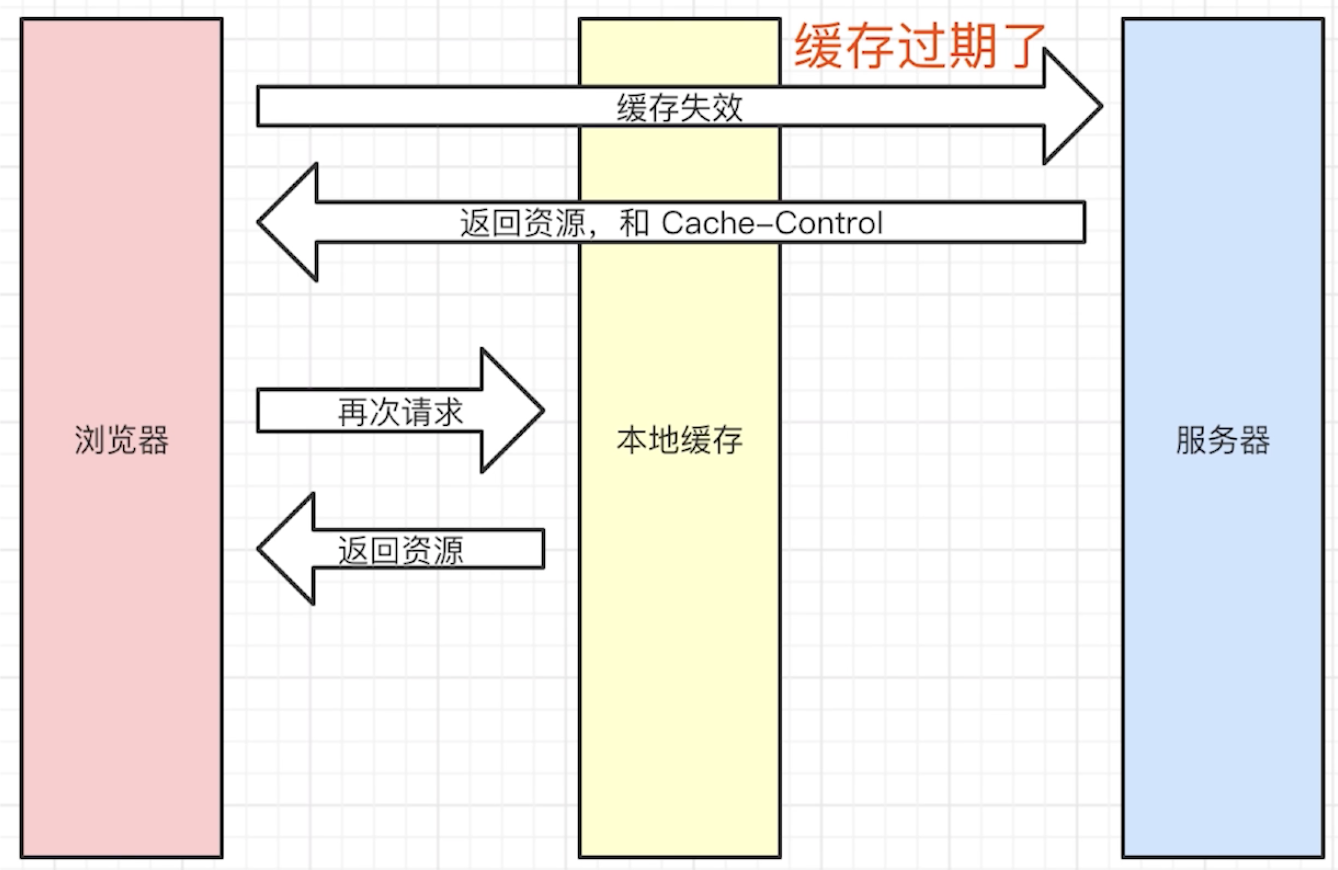 缓存过期了
缓存失效
返回资源，和 Cache-Control
再次请求
浏览器
本地缓存
服务器
返回资源